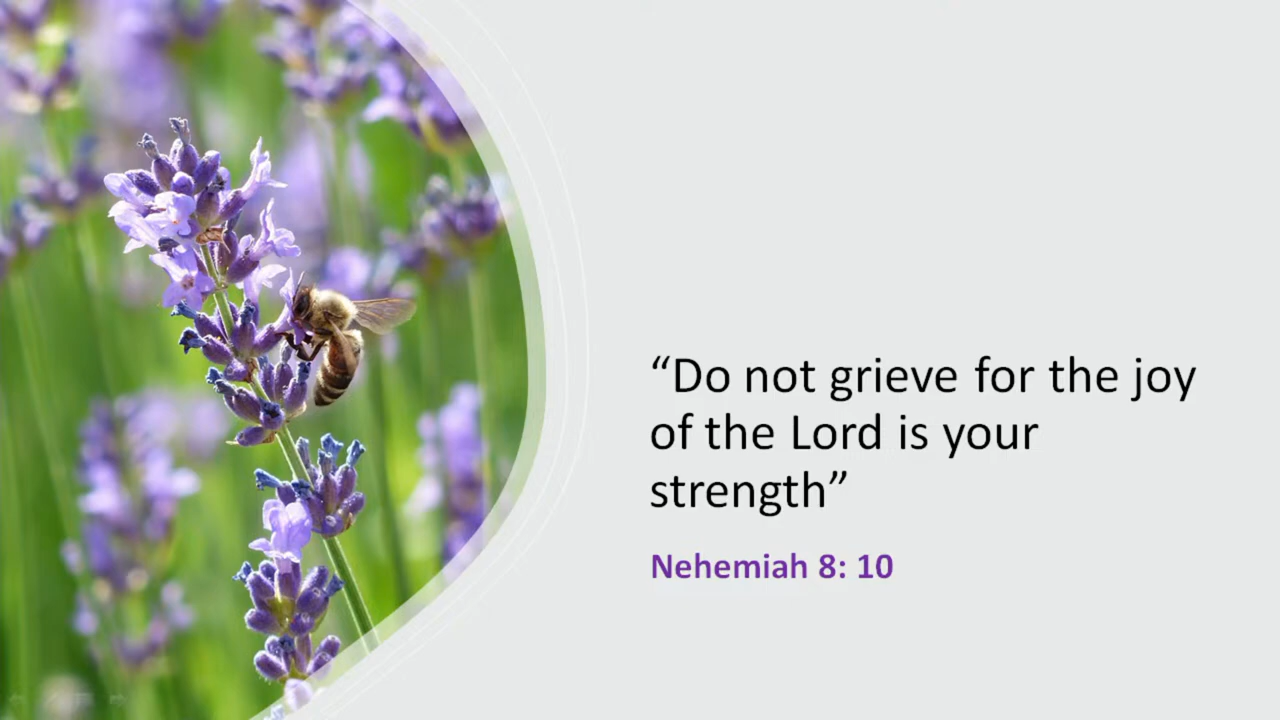 “Do not grieve for the joy
of the Lord is your
strength”
Nehemiah 8: 10